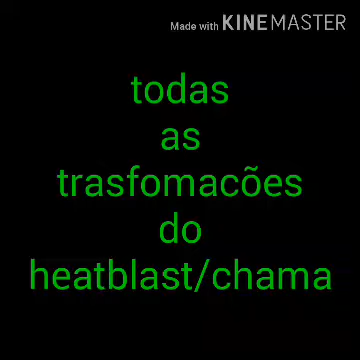 Made with KINEMASTER
todas
as
trasfomacões
do
heatblast/chama